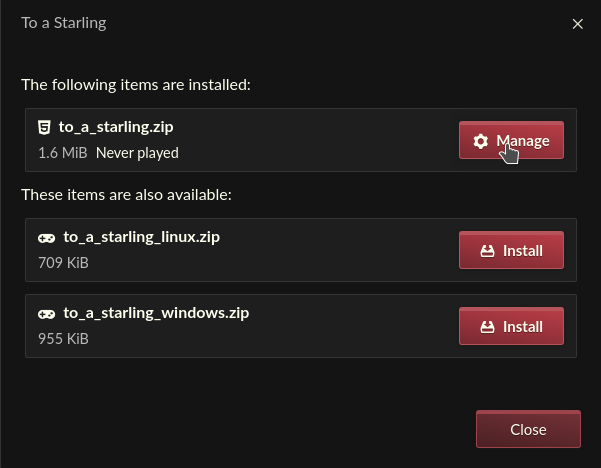 To a Starling
The following items are installed:
to_a_starling.zip
1.6 MiB Never played
Manage
These items are also available:
to_a_starling_linux.zip
709 KiB
Install
to_a_starling_windows.zip
955 KiB
Install
Close